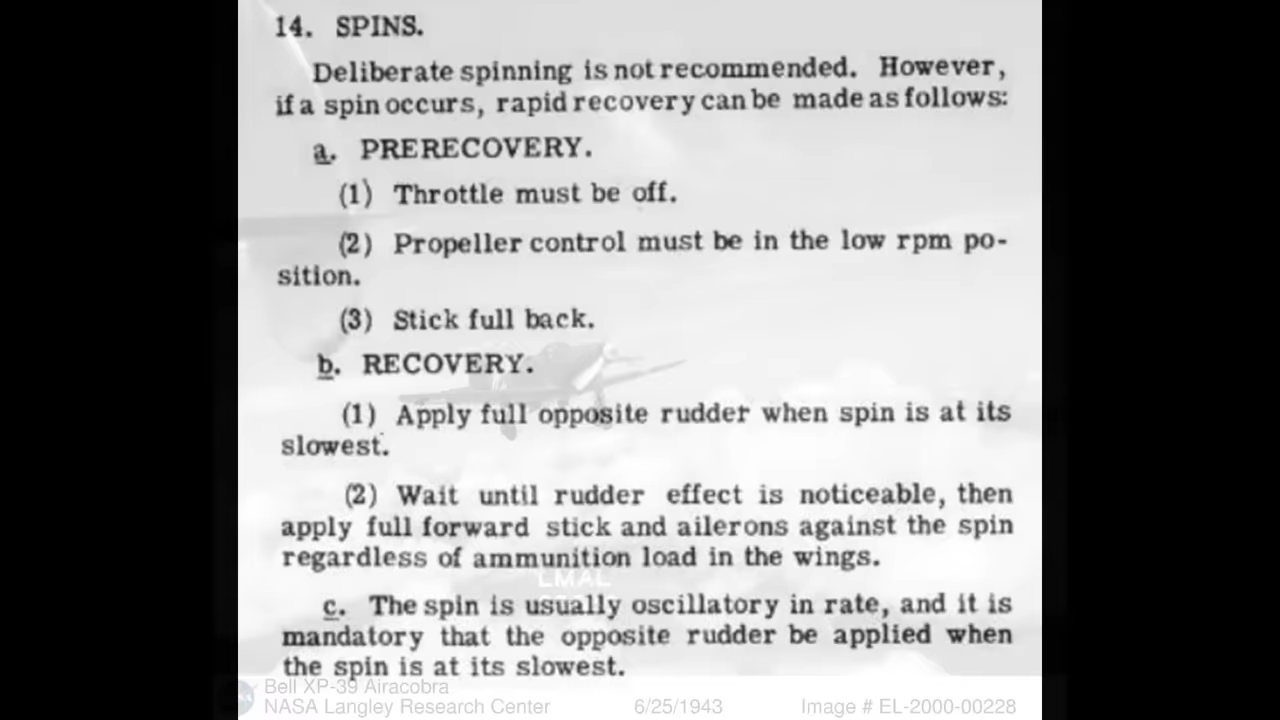 14. SPINS.
Deliberate spinning is not recommended. However,
if a spin occurs, rapid recovery can be made as follows:
a. PRERECOVERY.
(1) Throttle must be off.
(2) Propeller control must be in the low rpm po-
sition.
(3) Stick full back.
b. RECOVERY.
(1) Apply full opposite rudder when spin is at its
slowest.
(2) Wait until rudder effect is noticeable, then
apply full forward stick and ailerons against the spin
regardless of ammunition load in the wings.
LMAL
c. The spin is usually oscillatory in rate, and it is
mandatory that the opposite rudder be applied when
the spin is at its slowest.
Bell XP-39 Airacobra
NASA Langley Research Center 6/25/1943 Image # EL-2000-00228